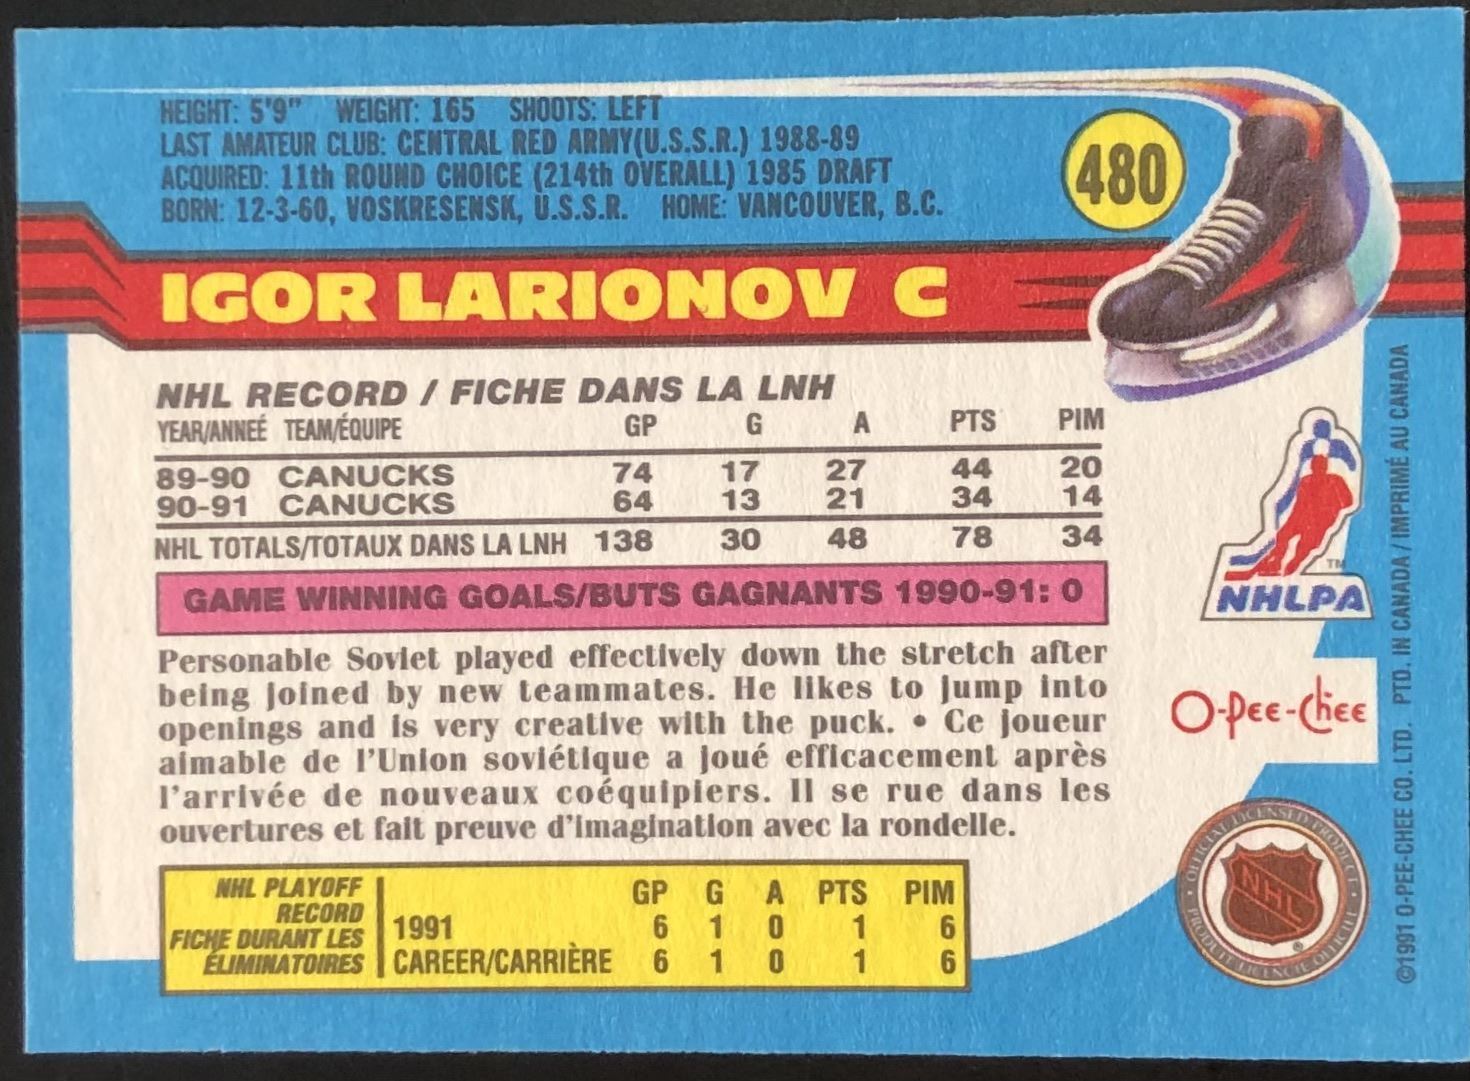 HEIGHT: 5'9" WEIGHT: 165 SHOOTS: LEFT
LAST AMATEUR CLUB: CENTRAL RED ARMY(U.S.S.R.) 1988-89
ACQUIRED: 11th ROUND CHOICE (214th OVERALL) 1985 DRAFT
BORN: 12-3-60, VOSKRESENSK, U.S.S.R. HOME: VANCOUVER, B.C.
480
IGOR LARIONOV C
NHL RECORD / FICHE DANS LA LNH
YEAR/ANNEÉ TEAM/ÉQUIPE GP G A PTS PIM
89-90 CANUCKS 74 17 27 44 20
90-91 CANUCKS 64 13 21 34 14
NHL TOTALS/TOTAUX DANS LA LNH 138 30 48 78 34
GAME WINNING GOALS/BUTS GAGNANTS 1990-91: 0
Personable Soviet played effectively down the stretch after
being joined by new teammates. He likes to jump into
openings and is very creative with the puck. • Ce joueur
aimable de l'Union soviétique a joué efficacement après
l'arrivée de nouveaux coéquipiers. Il se rue dans les
ouvertures et fait preuve d'imagination avec la rondelle.
NHL PLAYOFF
RECORD
FICHE DURANT LES
ÉLIMINATOIRES
GP G A PTS PIM
1991 6 1 0 1 6
CAREER/CARRIÈRE 6 1 0 1 6
TM
NHLPA
O-Pee-Chee
OFFICIAL LICENSED PRODUCT
NHL
®
PRODUIT LICENCIE OFFICIEL
©1991 O-PEE-CHEE CO. LTD. PTD. IN CANADA / IMPRIMÉ AU CANADA